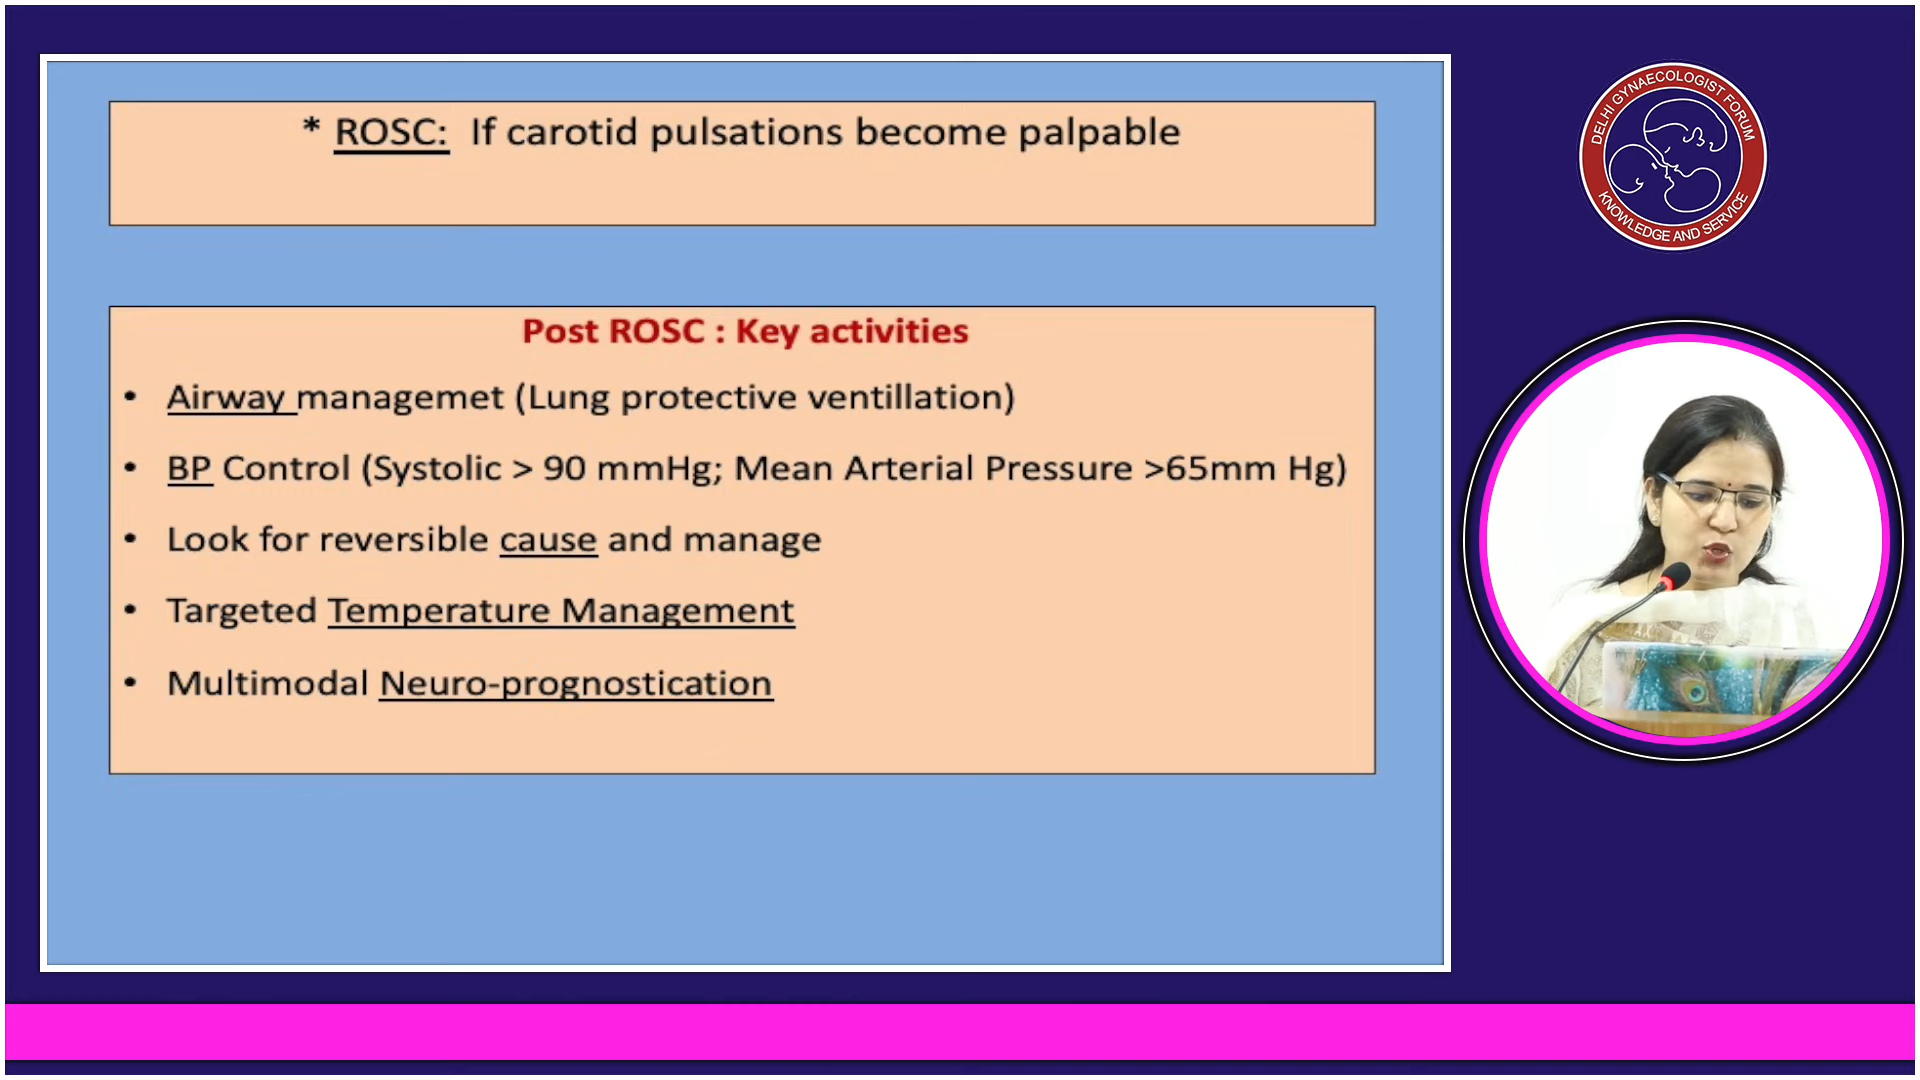 * ROSC: If carotid pulsations become palpable
Post ROSC : Key activities
• Airway managemet (Lung protective ventillation)
• BP Control (Systolic > 90 mmHg; Mean Arterial Pressure >65mm Hg)
• Look for reversible cause and manage
• Targeted Temperature Management
• Multimodal Neuro-prognostication
DELHI GYNAECOLOGIST FORUM
KNOWLEDGE AND SERVICE